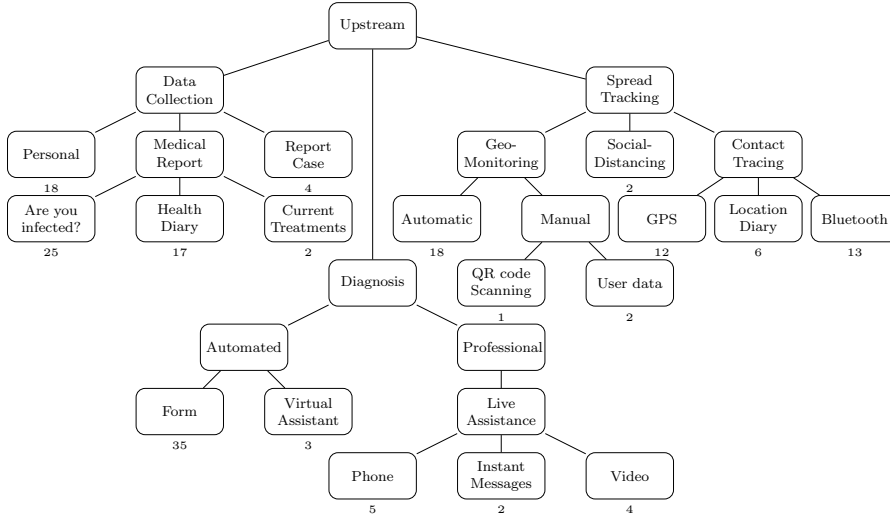 Upstream
Data
Collection
Spread
Tracking
Personal
18
Medical
Report
Report
Case
4
Geo-
Monitoring
Social-
Distancing
2
Contact
Tracing
Are you
infected?
25
Health
Diary
17
Current
Treatments
2
Automatic
18
Manual
GPS
12
Location
Diary
6
Bluetooth
13
Diagnosis
QR code
Scanning
1
User data
2
Automated
Professional
Form
35
Virtual
Assistant
3
Live
Assistance
Phone
5
Instant
Messages
2
Video
4